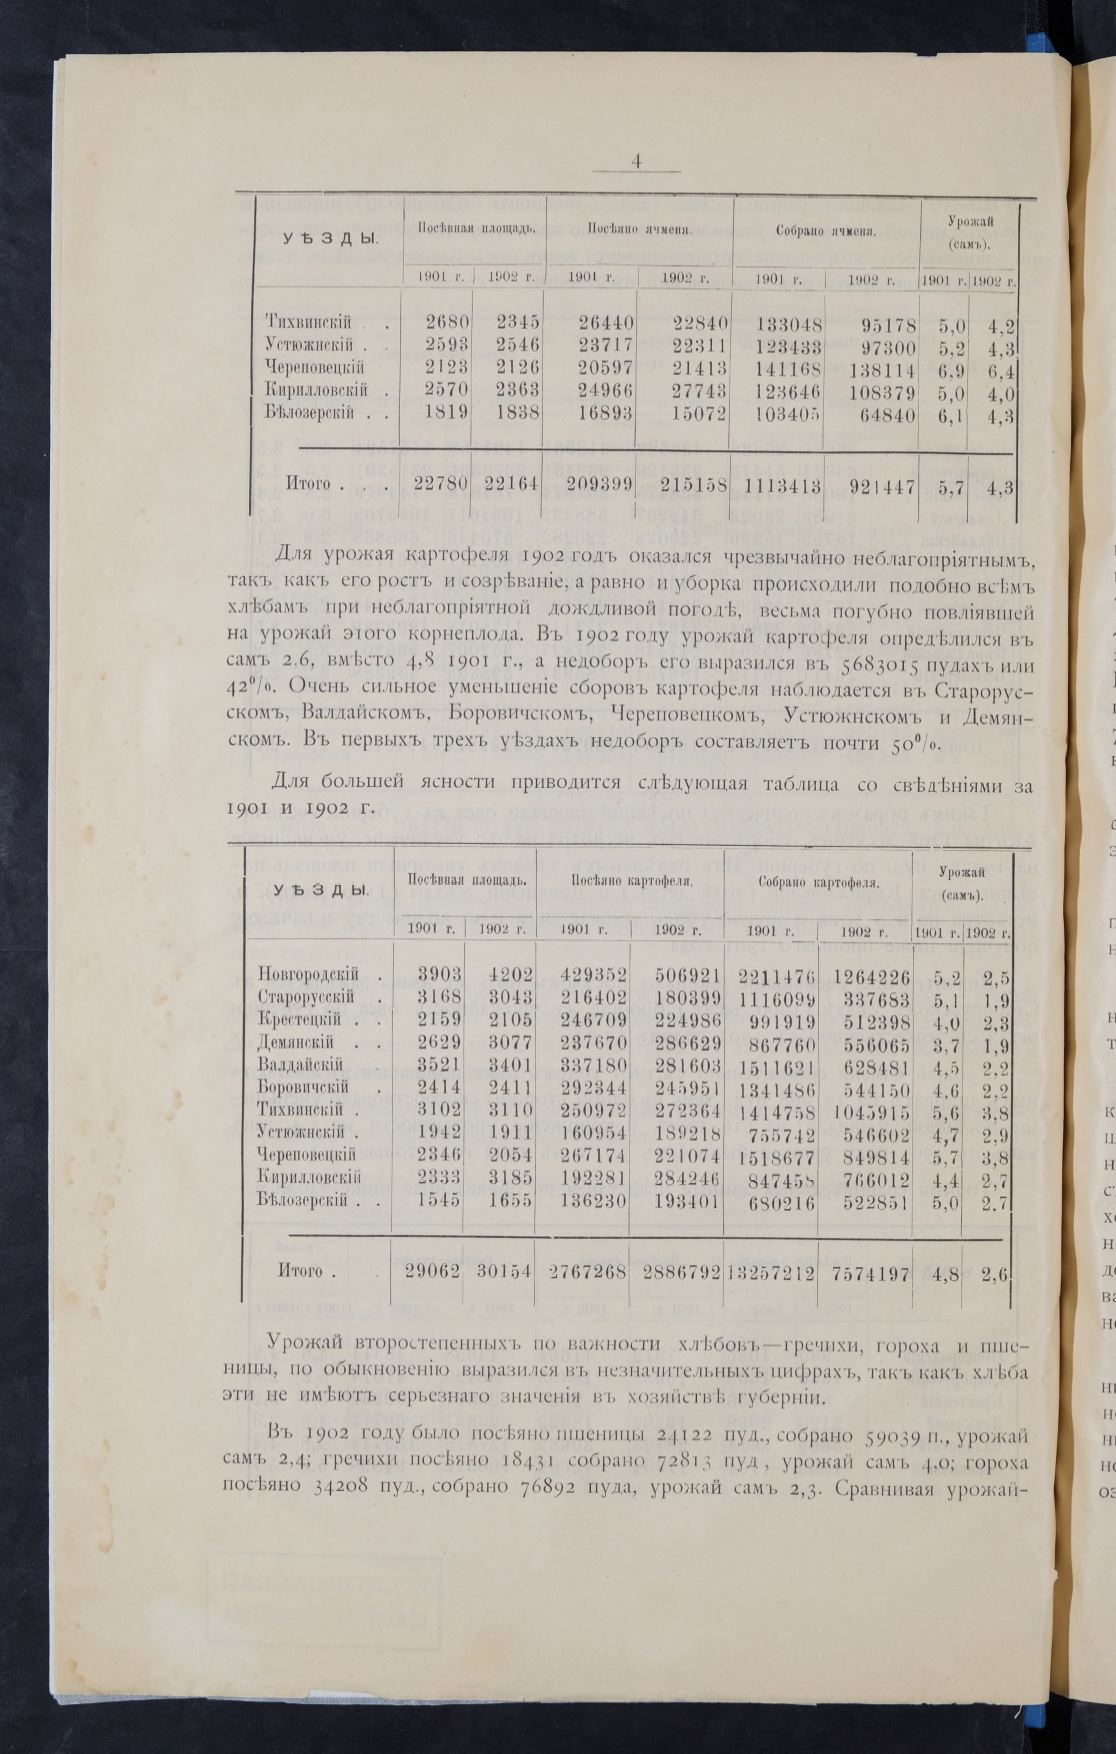 4
УѢЗДЫ. Посѣвная площадь. Посѣяно ячменя. Собрано ячменя. Урожай (самъ).
1901 г. 1902 г. 1901 г. 1902 г. 1901 г. 1902 г. 1901 г. 1902 г.
Тихвинскій . . 2680 2345 26440 22840 133048 95178 5,0 4,2
Устюжнскій . . 2593 2546 23717 22311 123433 97300 5,2 4,3
Череповецкій 2123 2126 20597 21413 141168 138114 6,9 6,4
Кирилловскій . 2570 2363 24966 27743 123646 108379 5,0 4,0
Бѣлозерскій . . 1819 1838 16893 15072 103405 64840 6,1 4,3
Итого . . . 22780 22164 209399 215158 1113413 921447 5,7 4,3
Для урожая картофеля 1902 годъ оказался чрезвычайно неблагопріятнымъ,
такъ какъ его ростъ и созрѣваніе, а равно и уборка происходили подобно всѣмъ
хлѣбамъ при неблагопріятной дождливой погодѣ, весьма погубно повліявшей
на урожай этого корнеплода. Въ 1902 году урожай картофеля опредѣлился въ
самъ 2,6, вмѣсто 4,8 1901 г., а недоборъ его выразился въ 5683015 пудахъ или
42%. Очень сильное уменьшеніе сборовъ картофеля наблюдается въ Старорус-
скомъ, Валдайскомъ, Боровичскомъ, Череповецкомъ, Устюжнскомъ и Демян-
скомъ. Въ первыхъ трехъ уѣздахъ недоборъ составляетъ почти 50%.
Для большей ясности приводится слѣдующая таблица со свѣдѣніями за
1901 и 1902 г.
УѢЗДЫ. Посѣвная площадь. Посѣяно картофеля. Собрано картофеля. Урожай (самъ).
1901 г. 1902 г. 1901 г. 1902 г. 1901 г. 1902 г. 1901 г. 1902 г.
Новгородскій . 3903 4202 429352 506921 2211476 1264226 5,2 2,5
Старорусскій . 3168 3043 216402 180399 1116099 337683 5,1 1,9
Крестецкій . . 2159 2105 246709 224986 991919 512398 4,0 2,3
Демянскій . . 2629 3077 237670 286629 867760 556065 3,7 1,9
Валдайскій . 3521 3401 337180 281603 1511621 628481 4,5 2,2
Боровичскій . 2414 2411 292344 245951 1341486 544150 4,6 2,2
Тихвинскій . 3102 3110 250972 272364 1414758 1045915 5,6 3,8
Устюжнскій . 1942 1911 160954 189218 755742 546602 4,7 2,9
Череповецкій 2346 2054 267174 221074 1518677 849814 5,7 3,8
Кирилловскій 2333 3185 192281 284246 847458 766012 4,4 2,7
Бѣлозерскій . . 1545 1655 136230 193401 680216 522851 5,0 2.7
Итого . 29062 30154 2767268 2886792 13257212 7574197 4,8 2,6
Урожай второстепенныхъ по важности хлѣбовъ—гречихи, гороха и пше-
ницы, по обыкновенію выразился въ незначительныхъ цифрахъ, такъ какъ хлѣба
эти не имѣютъ серьезнаго значенія въ хозяйствѣ губерніи.
Въ 1902 году было посѣяно пшеницы 24122 пуд., собрано 59039 п., урожай
самъ 2,4; гречихи посѣяно 18431 собрано 72813 пуд , урожай самъ 4,0; гороха
посѣяно 34208 пуд., собрано 76892 пуда, урожай самъ 2,3. Сравнивая урожай-